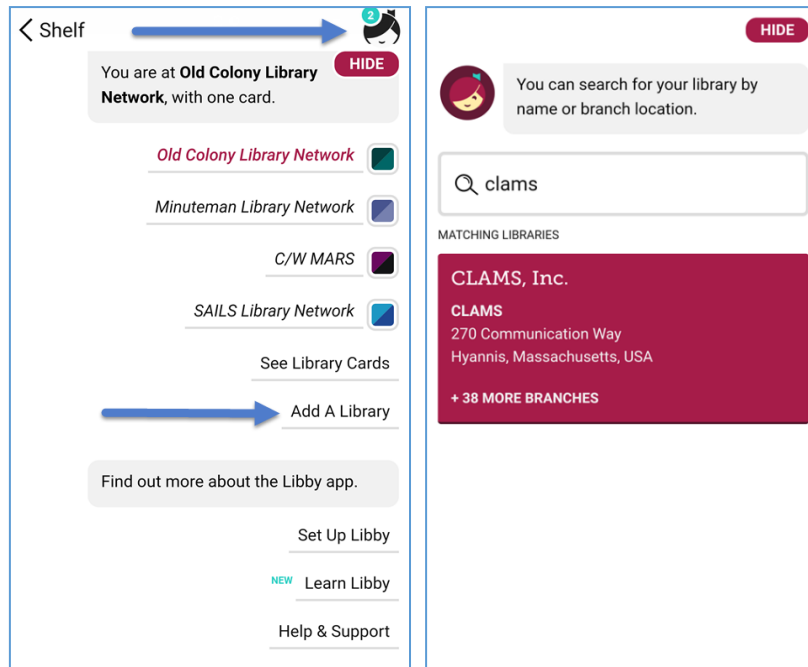 Shelf
2
HIDE
You are at Old Colony Library
Network, with one card.
Old Colony Library Network
Minuteman Library Network
C/W MARS
SAILS Library Network
See Library Cards
Add A Library
Find out more about the Libby app.
Set Up Libby
NEW Learn Libby
Help & Support
HIDE
You can search for your library by
name or branch location.
clams
MATCHING LIBRARIES
CLAMS, Inc.
CLAMS
270 Communication Way
Hyannis, Massachusetts, USA
+ 38 MORE BRANCHES